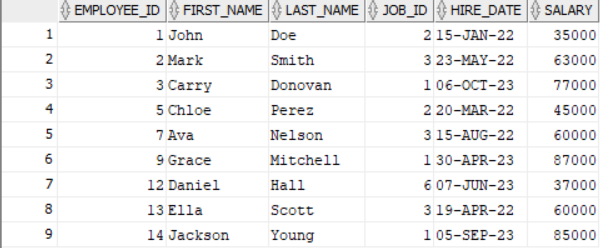 EMPLOYEE_ID FIRST_NAME LAST_NAME JOB_ID HIRE_DATE SALARY
1 1 John Doe 2 15-JAN-22 35000
2 2 Mark Smith 3 23-MAY-22 63000
3 3 Carry Donovan 1 06-OCT-23 77000
4 5 Chloe Perez 2 20-MAR-22 45000
5 7 Ava Nelson 3 15-AUG-22 60000
6 9 Grace Mitchell 1 30-APR-23 87000
7 12 Daniel Hall 6 07-JUN-23 37000
8 13 Ella Scott 3 19-APR-22 60000
9 14 Jackson Young 1 05-SEP-23 85000